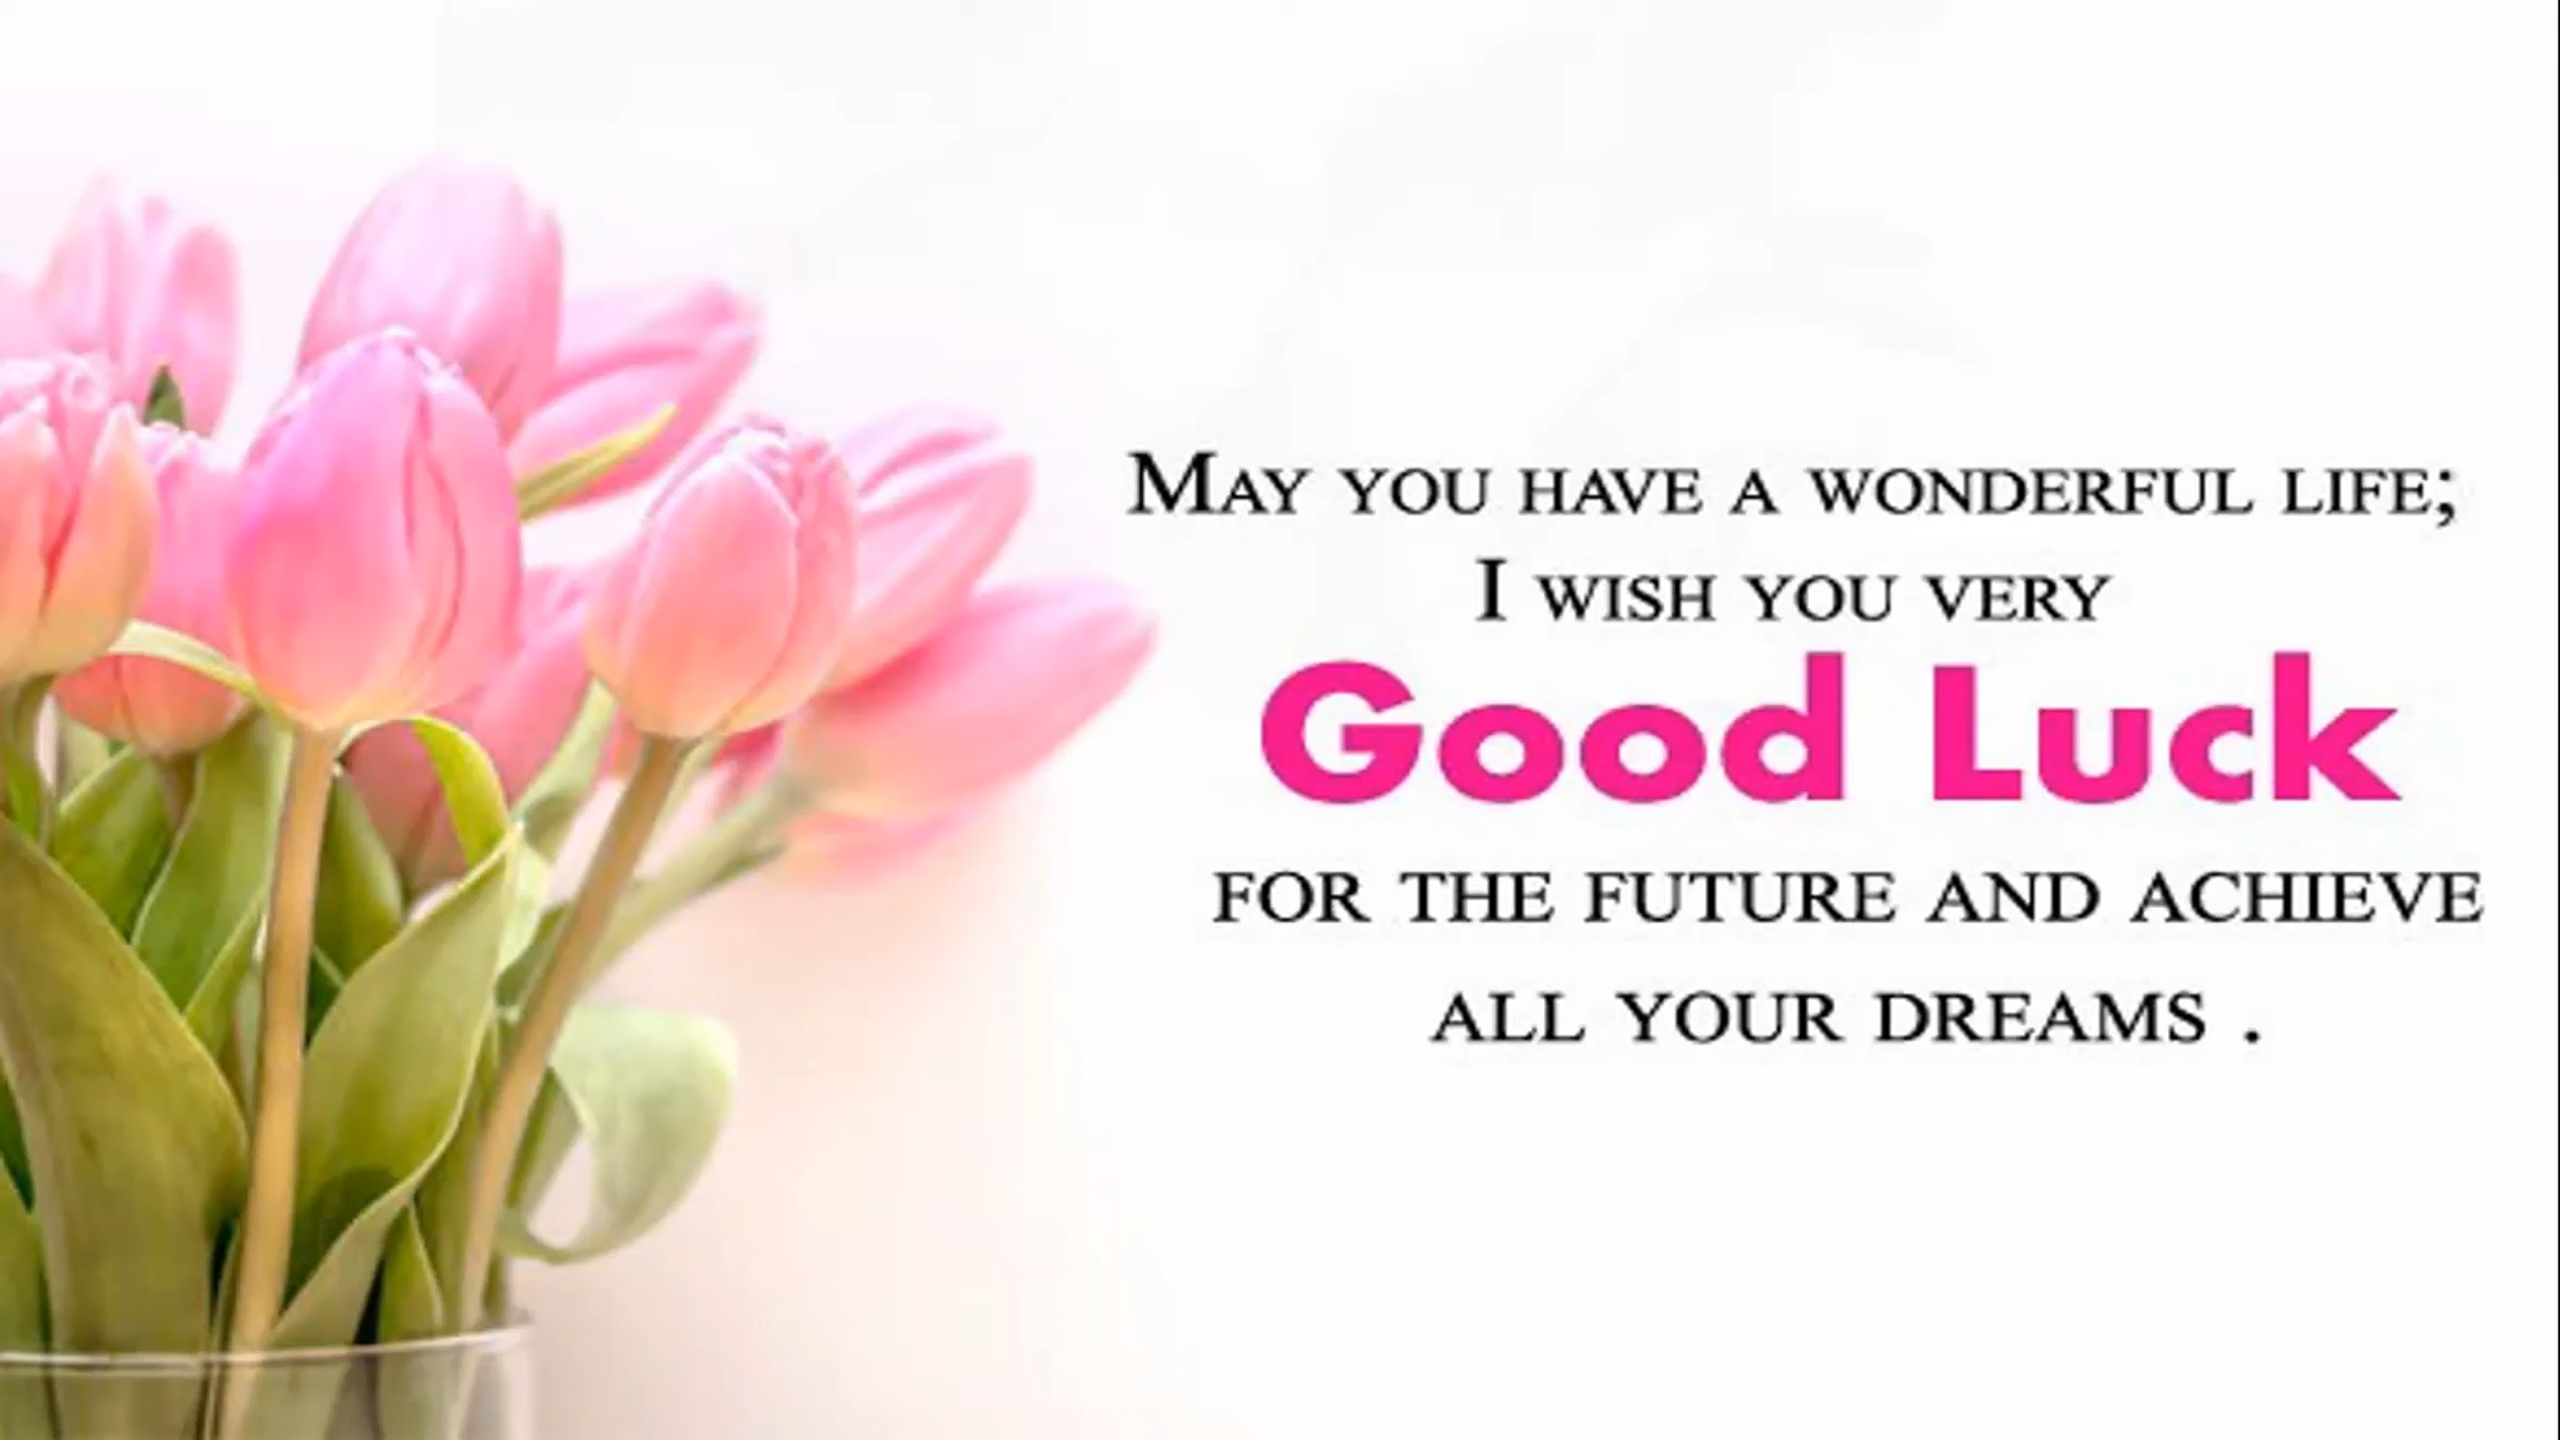 May you have a wonderful life;
I wish you very
Good Luck
for the future and achieve
all your dreams .